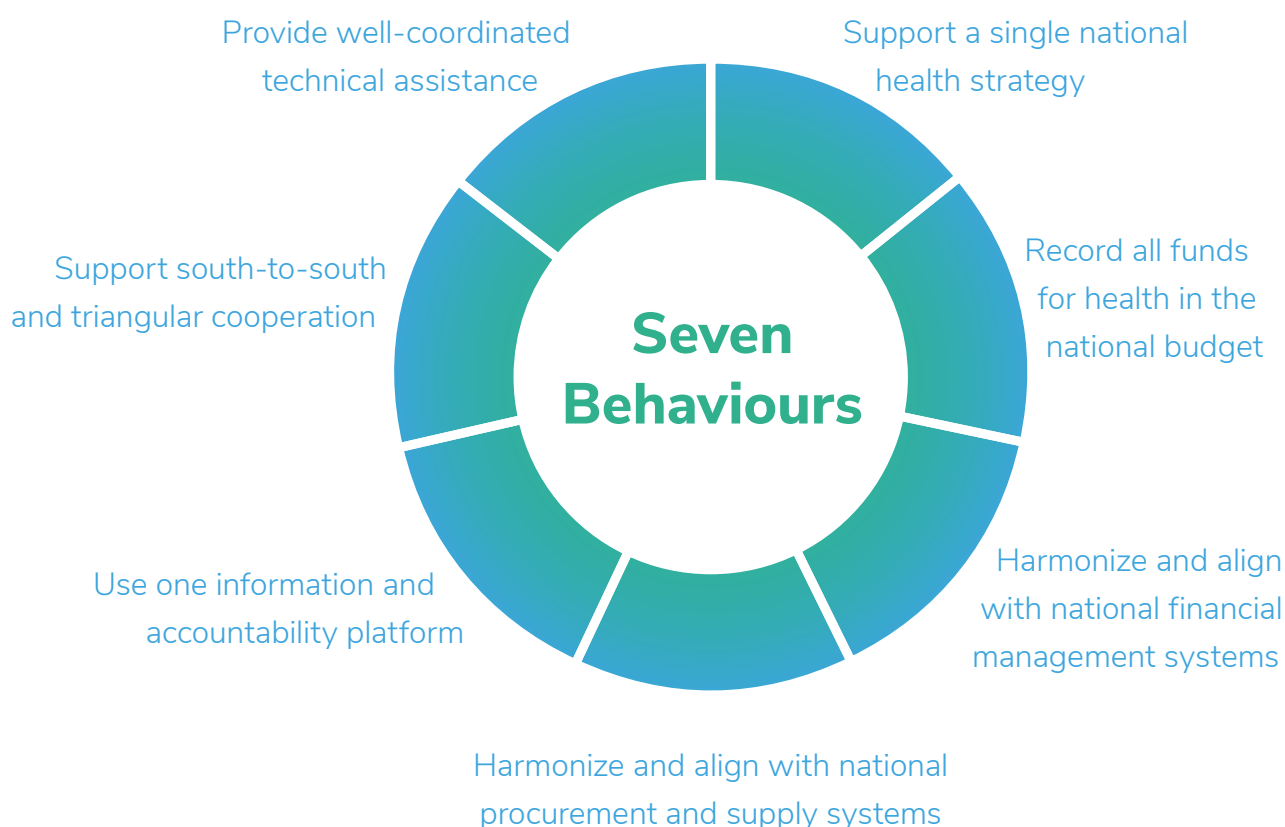 Provide well-coordinated
technical assistance
Support a single national
health strategy
Record all funds
for health in the
national budget
Support south-to-south
and triangular cooperation
Seven
Behaviours
Harmonize and align
with national financial
management systems
Use one information and
accountability platform
Harmonize and align with national
procurement and supply systems